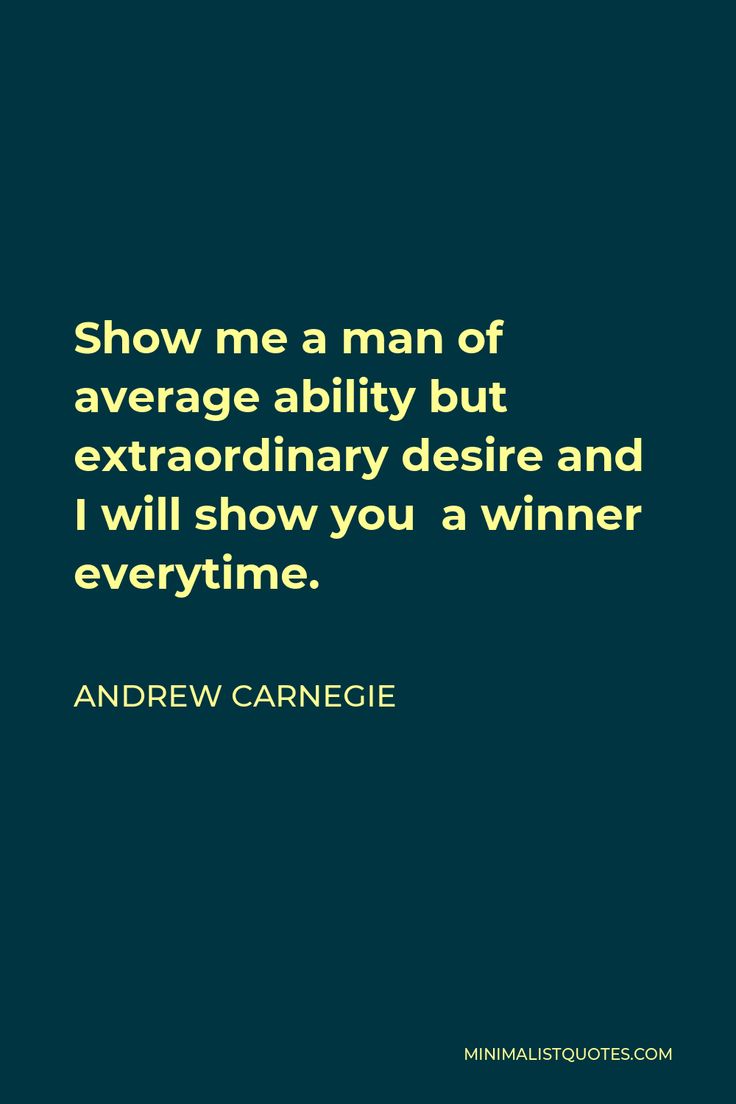 Show me a man of
average ability but
extraordinary desire and
I will show you  a winner
everytime.
ANDREW CARNEGIE
MINIMALISTQUOTES.COM